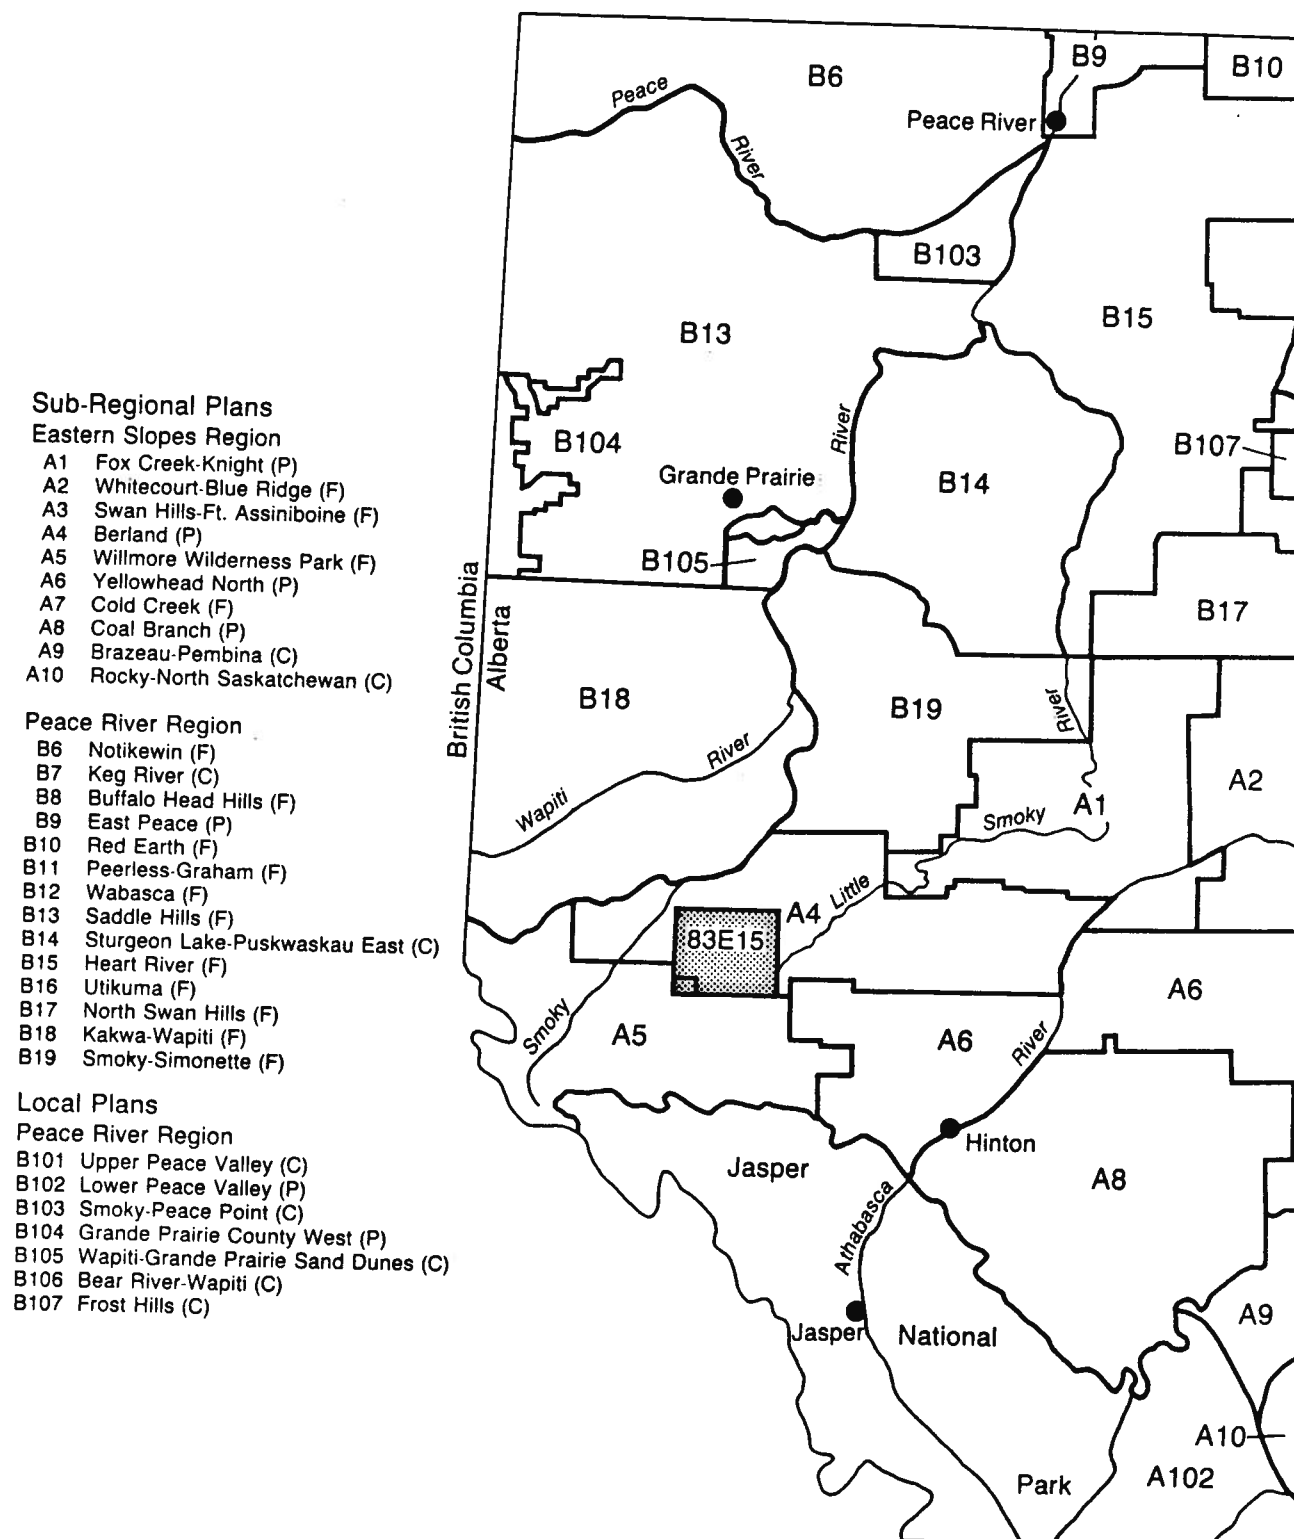 Sub-Regional Plans
Eastern Slopes Region
A1 Fox Creek-Knight (P)
A2 Whitecourt-Blue Ridge (F)
A3 Swan Hills-Ft. Assiniboine (F)
A4 Berland (P)
A5 Willmore Wilderness Park (F)
A6 Yellowhead North (P)
A7 Cold Creek (F)
A8 Coal Branch (P)
A9 Brazeau-Pembina (C)
A10 Rocky-North Saskatchewan (C)
Peace River Region
B6 Notikewin (F)
B7 Keg River (C)
B8 Buffalo Head Hills (F)
B9 East Peace (P)
B10 Red Earth (F)
B11 Peerless-Graham (F)
B12 Wabasca (F)
B13 Saddle Hills (F)
B14 Sturgeon Lake-Puskwaskau East (C)
B15 Heart River (F)
B16 Utikuma (F)
B17 North Swan Hills (F)
B18 Kakwa-Wapiti (F)
B19 Smoky-Simonette (F)
Local Plans
Peace River Region
B101 Upper Peace Valley (C)
B102 Lower Peace Valley (P)
B103 Smoky-Peace Point (C)
B104 Grande Prairie County West (P)
B105 Wapiti-Grande Prairie Sand Dunes (C)
B106 Bear River-Wapiti (C)
B107 Frost Hills (C)
B6
B9
B10
Peace
River
Peace River
B103
B13
B15
B104
River
Grande Prairie
B14
B107
B105
B17
British Columbia
Alberta
B18
B19
River
River
Wapiti
A2
A1
Smoky
Little
A4
83E15
A6
Smoky
A5
A6
River
Hinton
Jasper
A8
Athabasca
Jasper
National
A9
A10
Park
A102